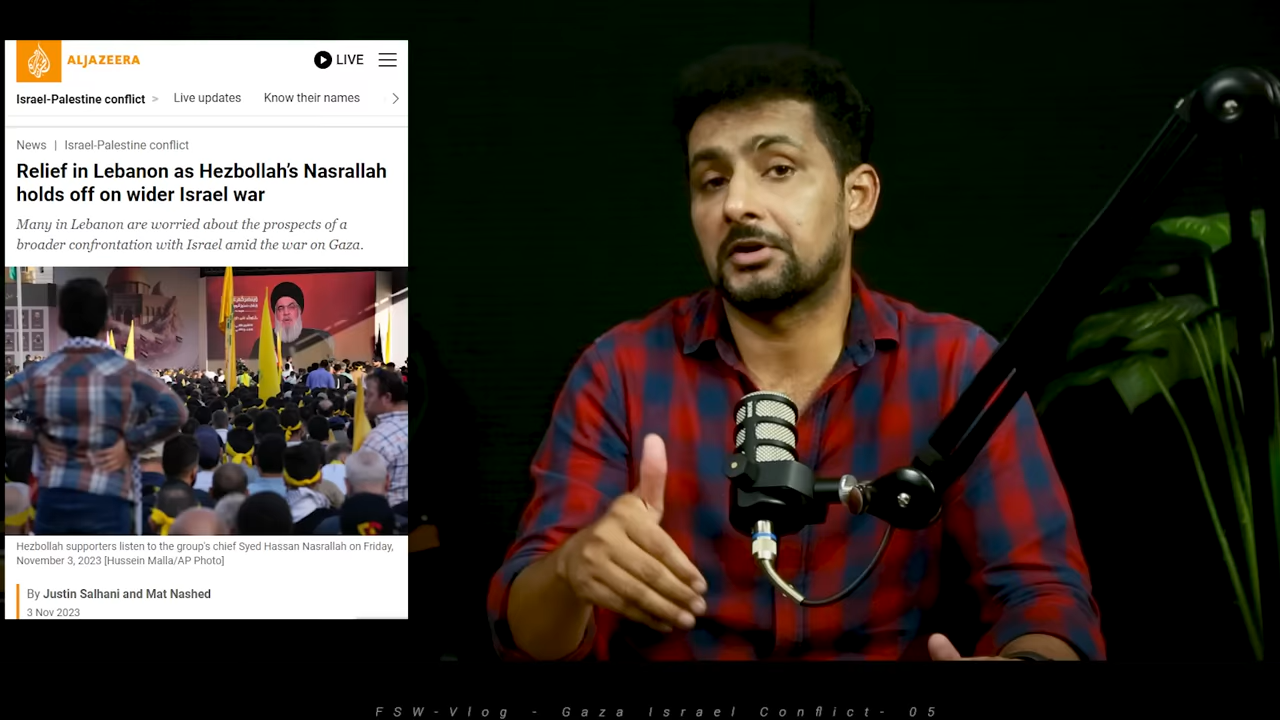 ALJAZEERA
LIVE
Israel-Palestine conflict > Live updates Know their names >
News | Israel-Palestine conflict
Relief in Lebanon as Hezbollah's Nasrallah
holds off on wider Israel war
Many in Lebanon are worried about the prospects of a
broader confrontation with Israel amid the war on Gaza.
Hezbollah supporters listen to the group's chief Syed Hassan Nasrallah on Friday,
November 3, 2023 [Hussein Malla/AP Photo]
By Justin Salhani and Mat Nashed
3 Nov 2023
FSW-Vlog - Gaza Israel Conflict- 05